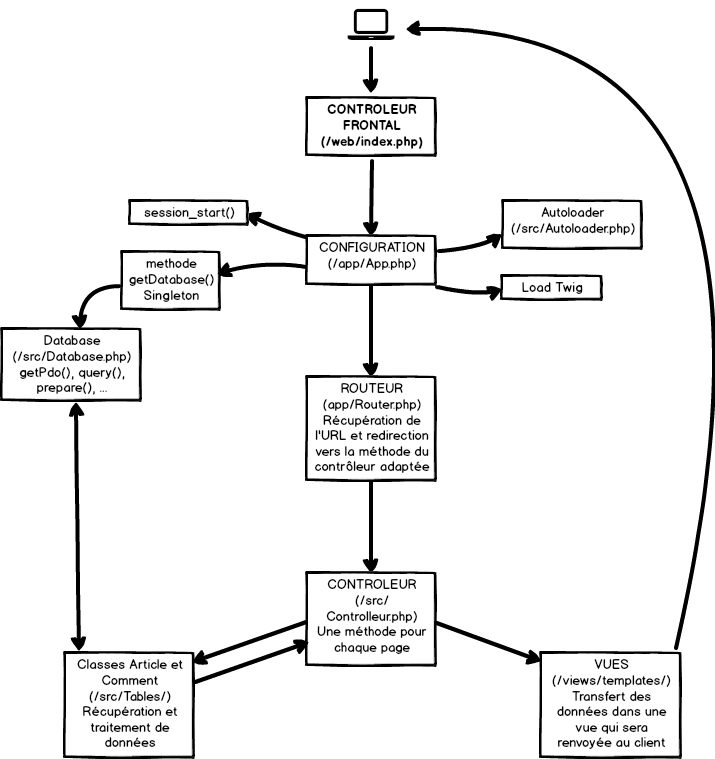 CONTROLEUR
FRONTAL
(/web/index.php)
session_start()
Autoloader
(/src/Autoloader.php)
CONFIGURATION
(/app/App.php)
methode
getDatabase()
Singleton
Load Twig
Database
(/src/Database.php)
getPdo(), query(),
prepare(), ...
ROUTEUR
(app/Router.php)
Récupération de
l'URL et redirection
vers la méthode du
contrôleur adaptée
CONTROLEUR
(/src/
Controlleur.php)
Une méthode pour
chaque page
Classes Article et
Comment
(/src/Tables/)
Récupération et
traitement de
données
VUES
(/views/templates/)
Transfert des
données dans une
vue qui sera
renvoyée au client